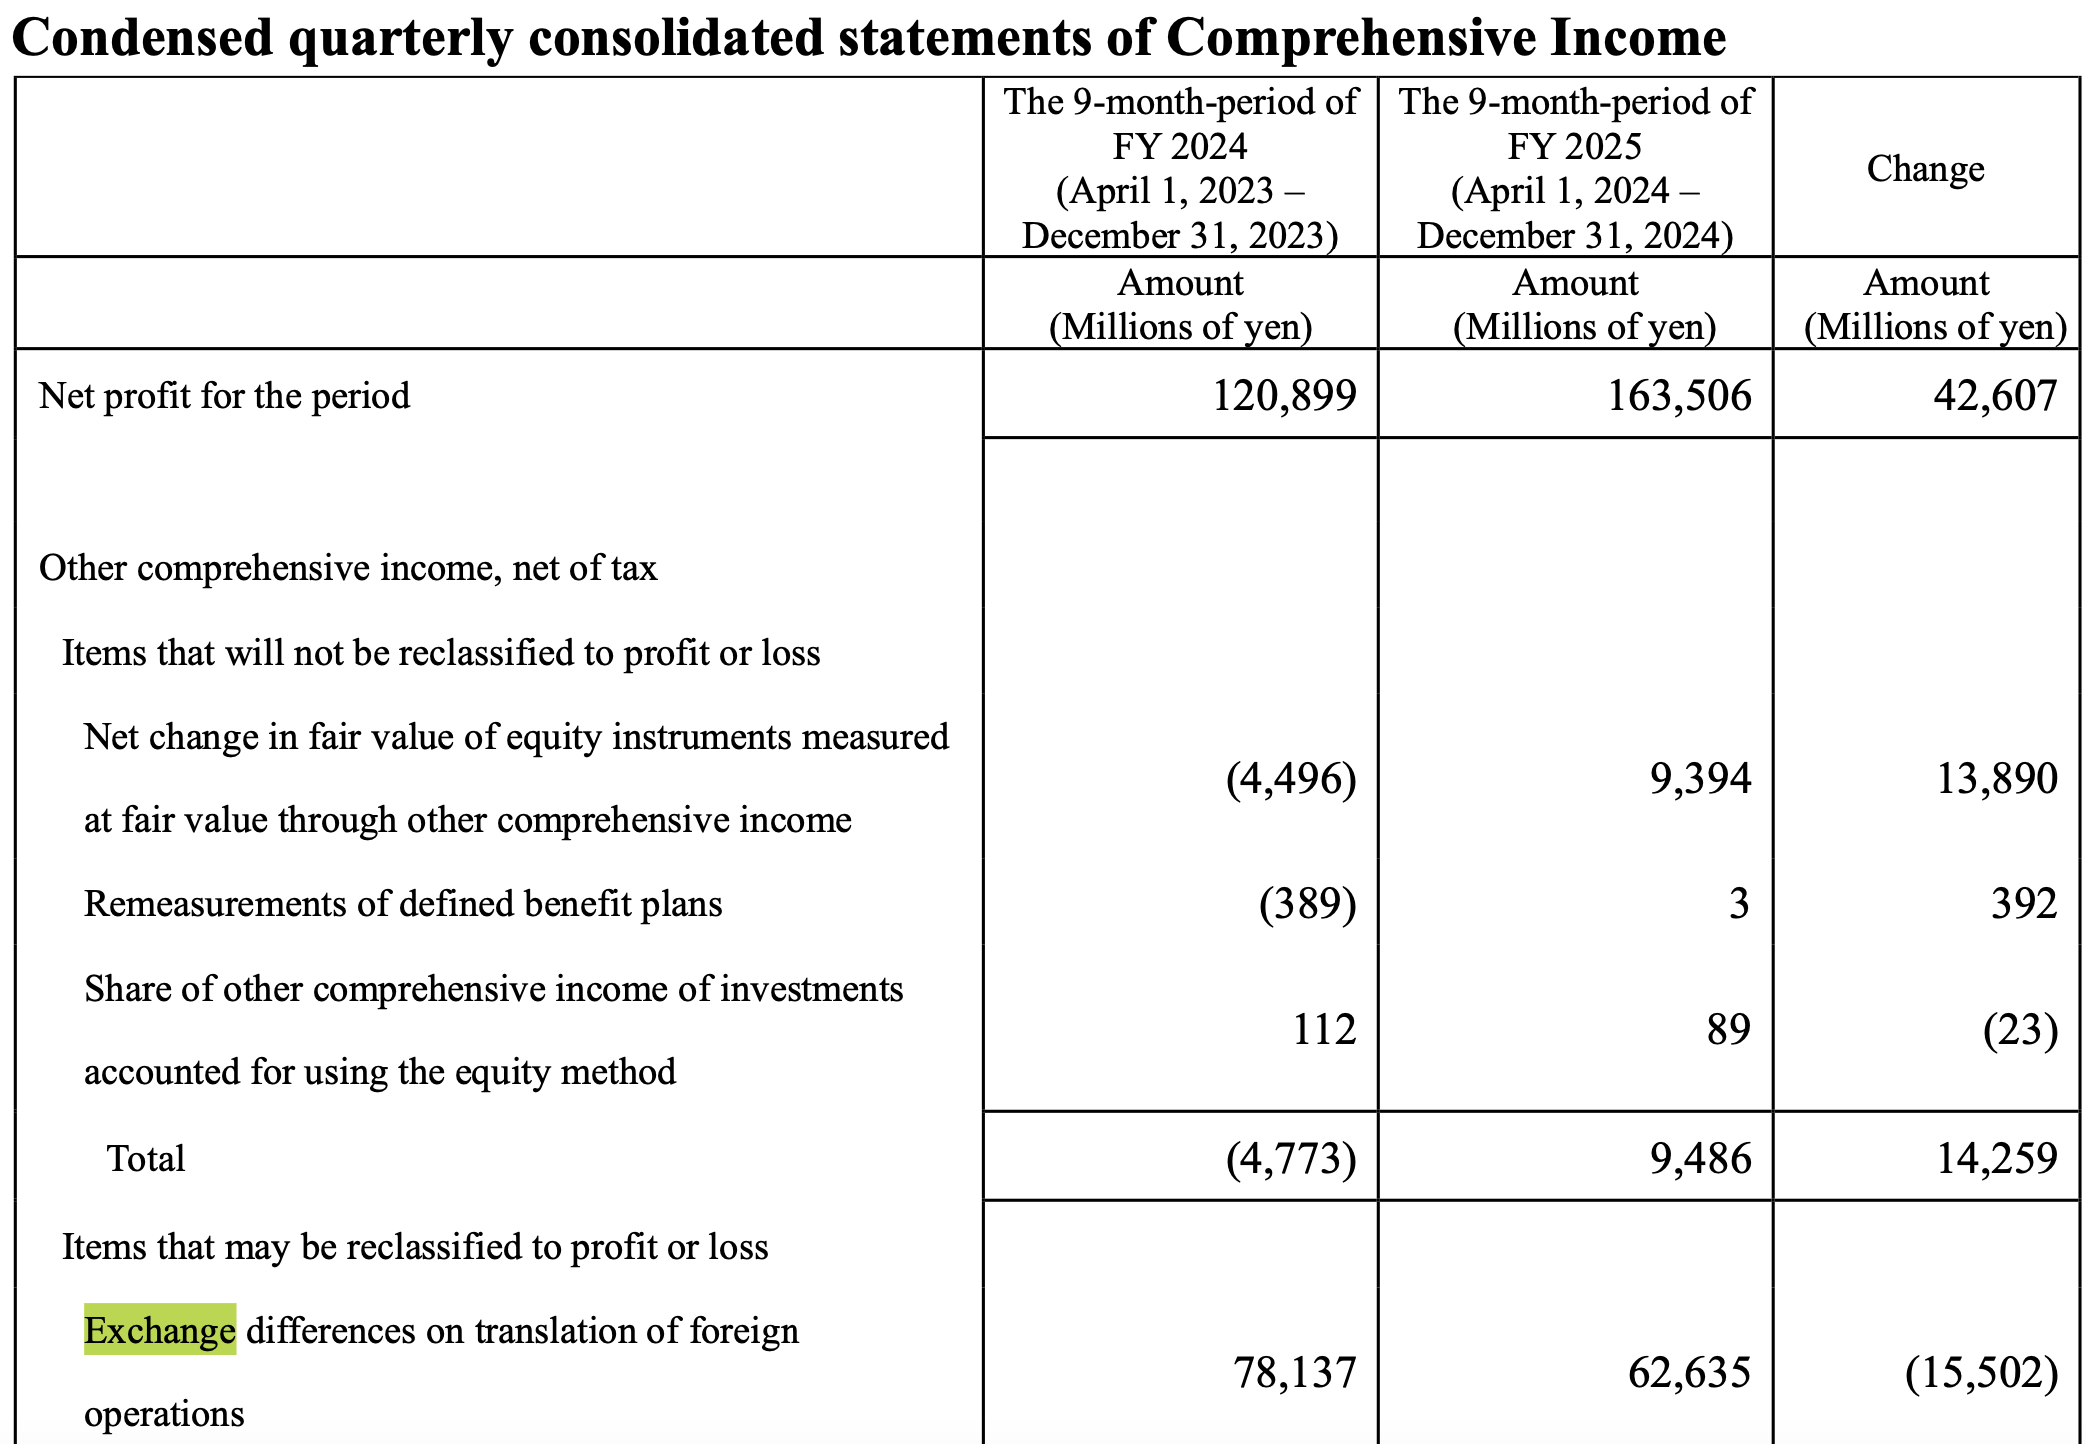 Condensed quarterly consolidated statements of Comprehensive Income
The 9-month-period of
FY 2024
(April 1, 2023 –
December 31, 2023)
The 9-month-period of
FY 2025
(April 1, 2024 –
December 31, 2024)
Change
Amount
(Millions of yen)
Amount
(Millions of yen)
Amount
(Millions of yen)
Net profit for the period 120,899 163,506 42,607
Other comprehensive income, net of tax
Items that will not be reclassified to profit or loss
Net change in fair value of equity instruments measured
at fair value through other comprehensive income
(4,496) 9,394 13,890
Remeasurements of defined benefit plans (389) 3 392
Share of other comprehensive income of investments
accounted for using the equity method
112 89 (23)
Total (4,773) 9,486 14,259
Items that may be reclassified to profit or loss
Exchange differences on translation of foreign
operations
78,137 62,635 (15,502)